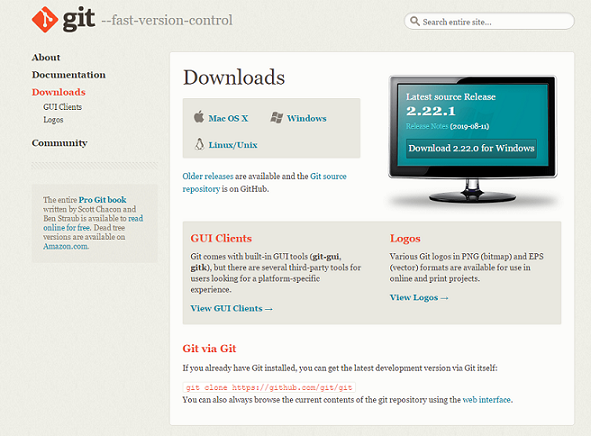 git --fast-version-control
Search entire site...
About
Documentation
Downloads
GUI Clients
Logos
Community
The entire Pro Git book
written by Scott Chacon and
Ben Straub is available to read
online for free. Dead tree
versions are available on
Amazon.com.
Downloads
Mac OS X
Windows
Linux/Unix
Older releases are available and the Git source
repository is on GitHub.
Latest source Release
2.22.1
Release Notes (2019-08-11)
Download 2.22.0 for Windows
GUI Clients
Git comes with built-in GUI tools (git-gui,
gitk), but there are several third-party tools for
users looking for a platform-specific
experience.
View GUI Clients →
Logos
Various Git logos in PNG (bitmap) and EPS
(vector) formats are available for use in
online and print projects.
View Logos →
Git via Git
If you already have Git installed, you can get the latest development version via Git itself:
git clone https://github.com/git/git
You can also always browse the current contents of the git repository using the web interface.